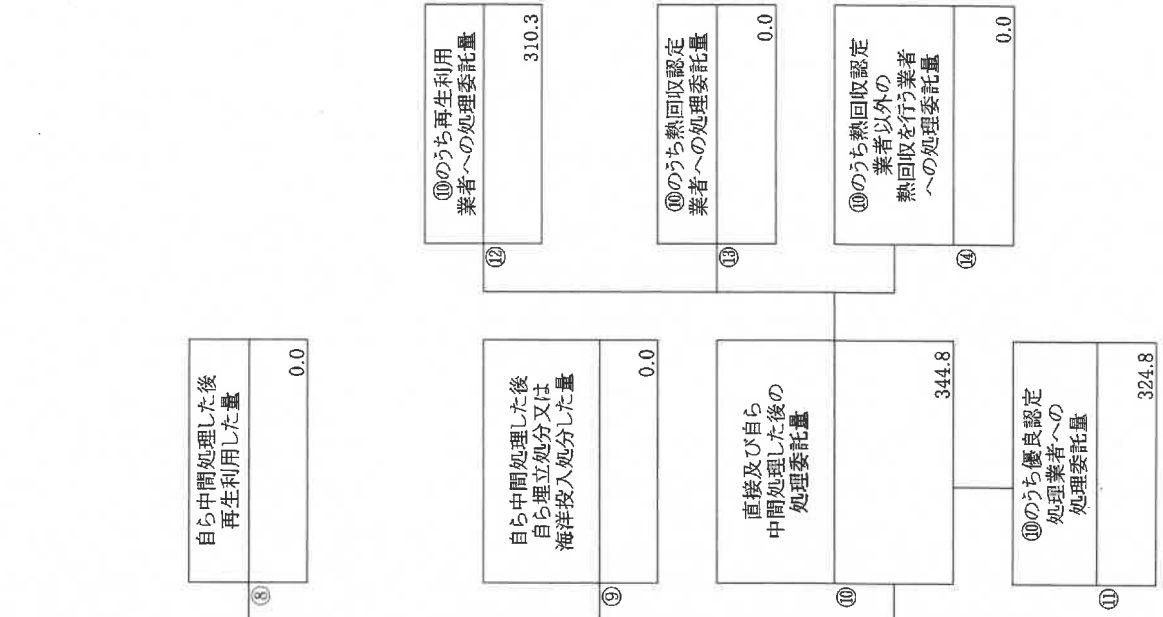 ⑧
自ら中間処理した後
再生利用した量
0.0
⑨
自ら中間処理した後
自ら埋立処分又は
海洋投入処分した量
0.0
⑩
直接及び自ら
中間処理した後の
処理委託量
344.8
⑪
⑩のうち優良認定
処理業者への
処理委託量
324.8
⑫
⑩のうち再生利用
業者への処理委託量
310.3
⑬
⑩のうち熱回収認定
業者への処理委託量
0.0
⑭
⑩のうち熱回収認定
業者以外の
熱回収を行う業者
への処理委託量
0.0